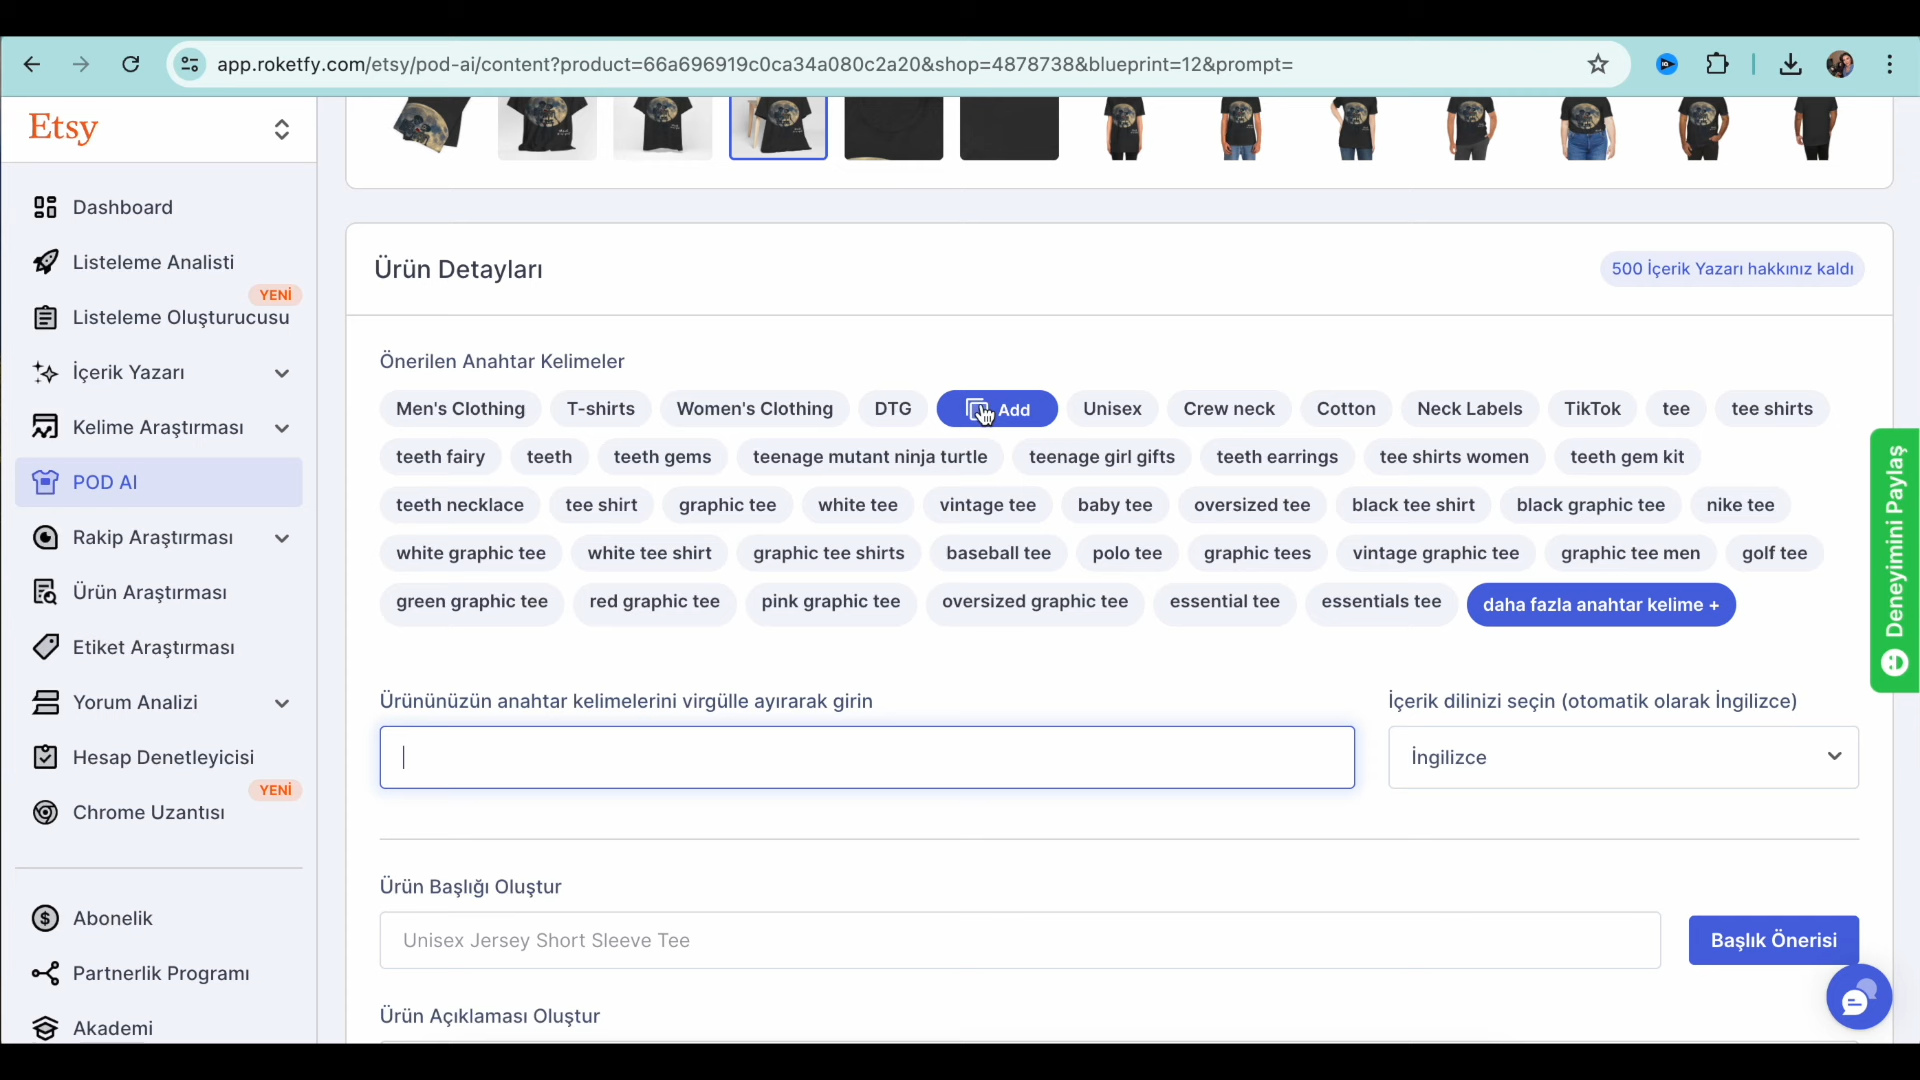 app.roketfy.com/etsy/pod-ai/content?product=66a696919c0ca34a080c2a20&shop=4878738&blueprint=12&prompt=
Etsy
Dashboard
Listeleme Analisti
YENİ
Listeleme Oluşturucusu
İçerik Yazarı
Kelime Araştırması
POD AI
Rakip Araştırması
Ürün Araştırması
Etiket Araştırması
Yorum Analizi
Hesap Denetleyicisi
YENİ
Chrome Uzantısı
Abonelik
Partnerlik Programı
Akademi
Ürün Detayları
500 İçerik Yazarı hakkınız kaldı
Önerilen Anahtar Kelimeler
Men's Clothing T-shirts Women's Clothing DTG Add Unisex Crew neck Cotton Neck Labels TikTok tee tee shirts
teeth fairy teeth teeth gems teenage mutant ninja turtle teenage girl gifts teeth earrings tee shirts women teeth gem kit
teeth necklace tee shirt graphic tee white tee vintage tee baby tee oversized tee black tee shirt black graphic tee nike tee
white graphic tee white tee shirt graphic tee shirts baseball tee polo tee graphic tees vintage graphic tee graphic tee men golf tee
green graphic tee red graphic tee pink graphic tee oversized graphic tee essential tee essentials tee daha fazla anahtar kelime +
Ürününüzün anahtar kelimelerini virgülle ayırarak girin
İçerik dilinizi seçin (otomatik olarak İngilizce)
İngilizce
Ürün Başlığı Oluştur
Unisex Jersey Short Sleeve Tee
Başlık Önerisi
Ürün Açıklaması Oluştur
Deneyimini Paylaş